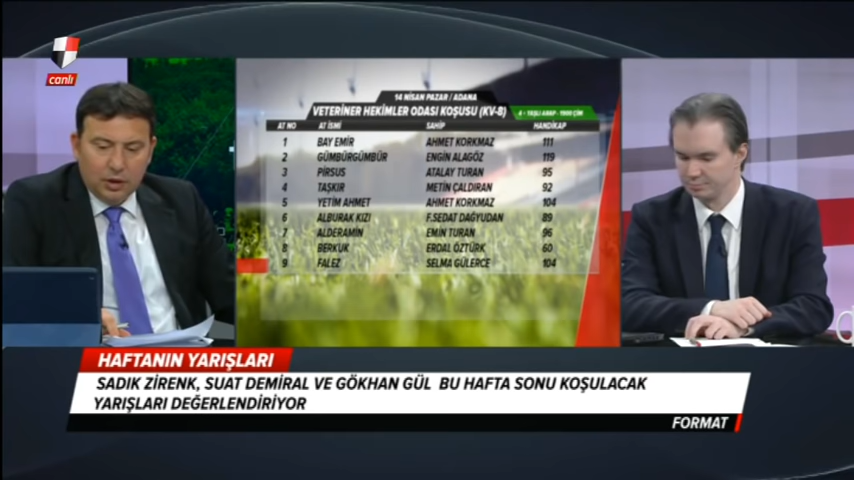 canlı
14 NİSAN PAZAR / ADANA
VETERİNER HEKİMLER ODASI KOŞUSU (KV-8) 4 - YAŞLI ARAP - 1900 ÇİM
AT NO AT İSMİ SAHİP HANDİKAP
1 BAY EMİR AHMET KORKMAZ 111
2 GÜMBÜRGÜMBÜR ENGİN ALAGÖZ 119
3 PİRSUS ATALAY TURAN 95
4 TAŞKIR METİN ÇALDIRAN 92
5 YETİM AHMET AHMET KORKMAZ 104
6 ALBURAK KIZI F.SEDAT DAĞYUDAN 89
7 ALDERAMİN EMİN TURAN 96
8 BERKUK ERDAL ÖZTÜRK 60
9 FALEZ SELMA GÜLERCE 104
HAFTANIN YARIŞLARI
SADIK ZİRENK, SUAT DEMİRAL VE GÖKHAN GÜL BU HAFTA SONU KOŞULACAK
YARIŞLARI DEĞERLENDİRİYOR
FORMAT